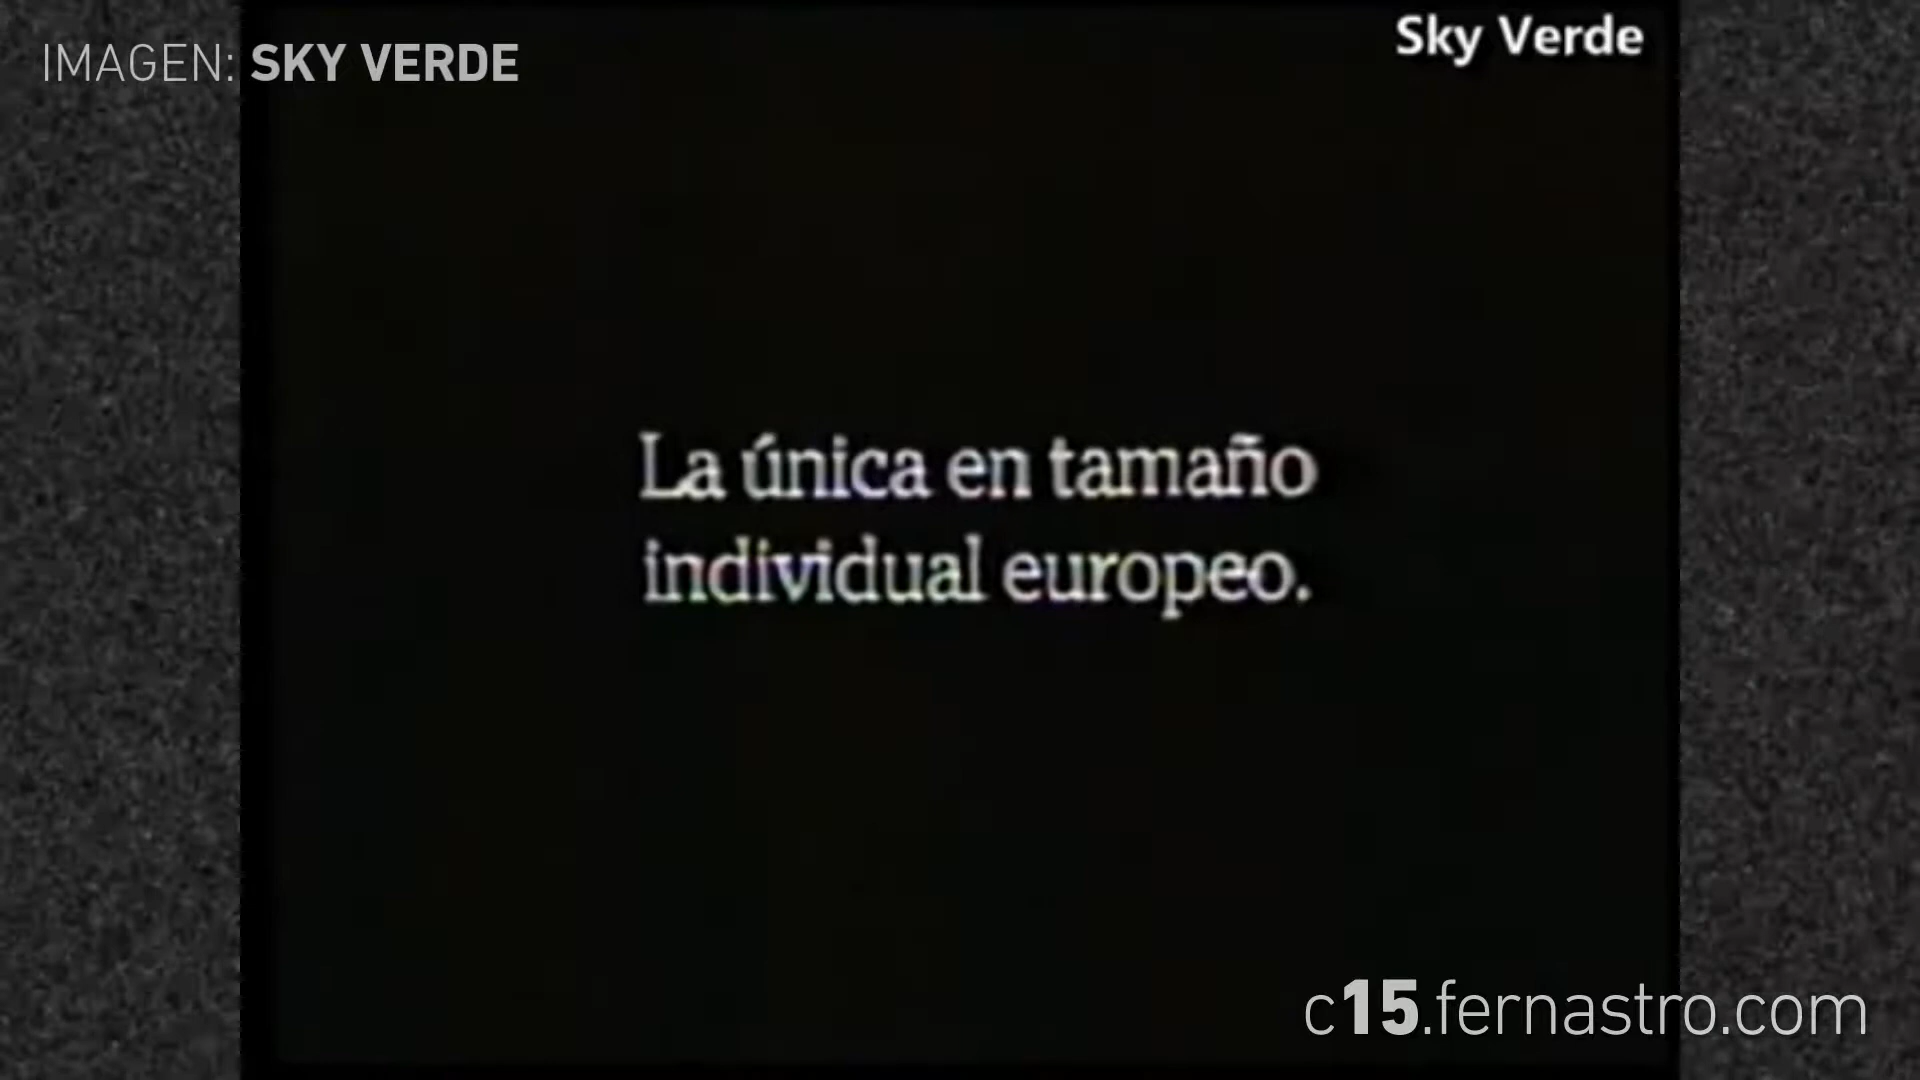 IMAGEN: SKY VERDE
Sky Verde
La única en tamaño
individual europeo.
c15.fernastro.com